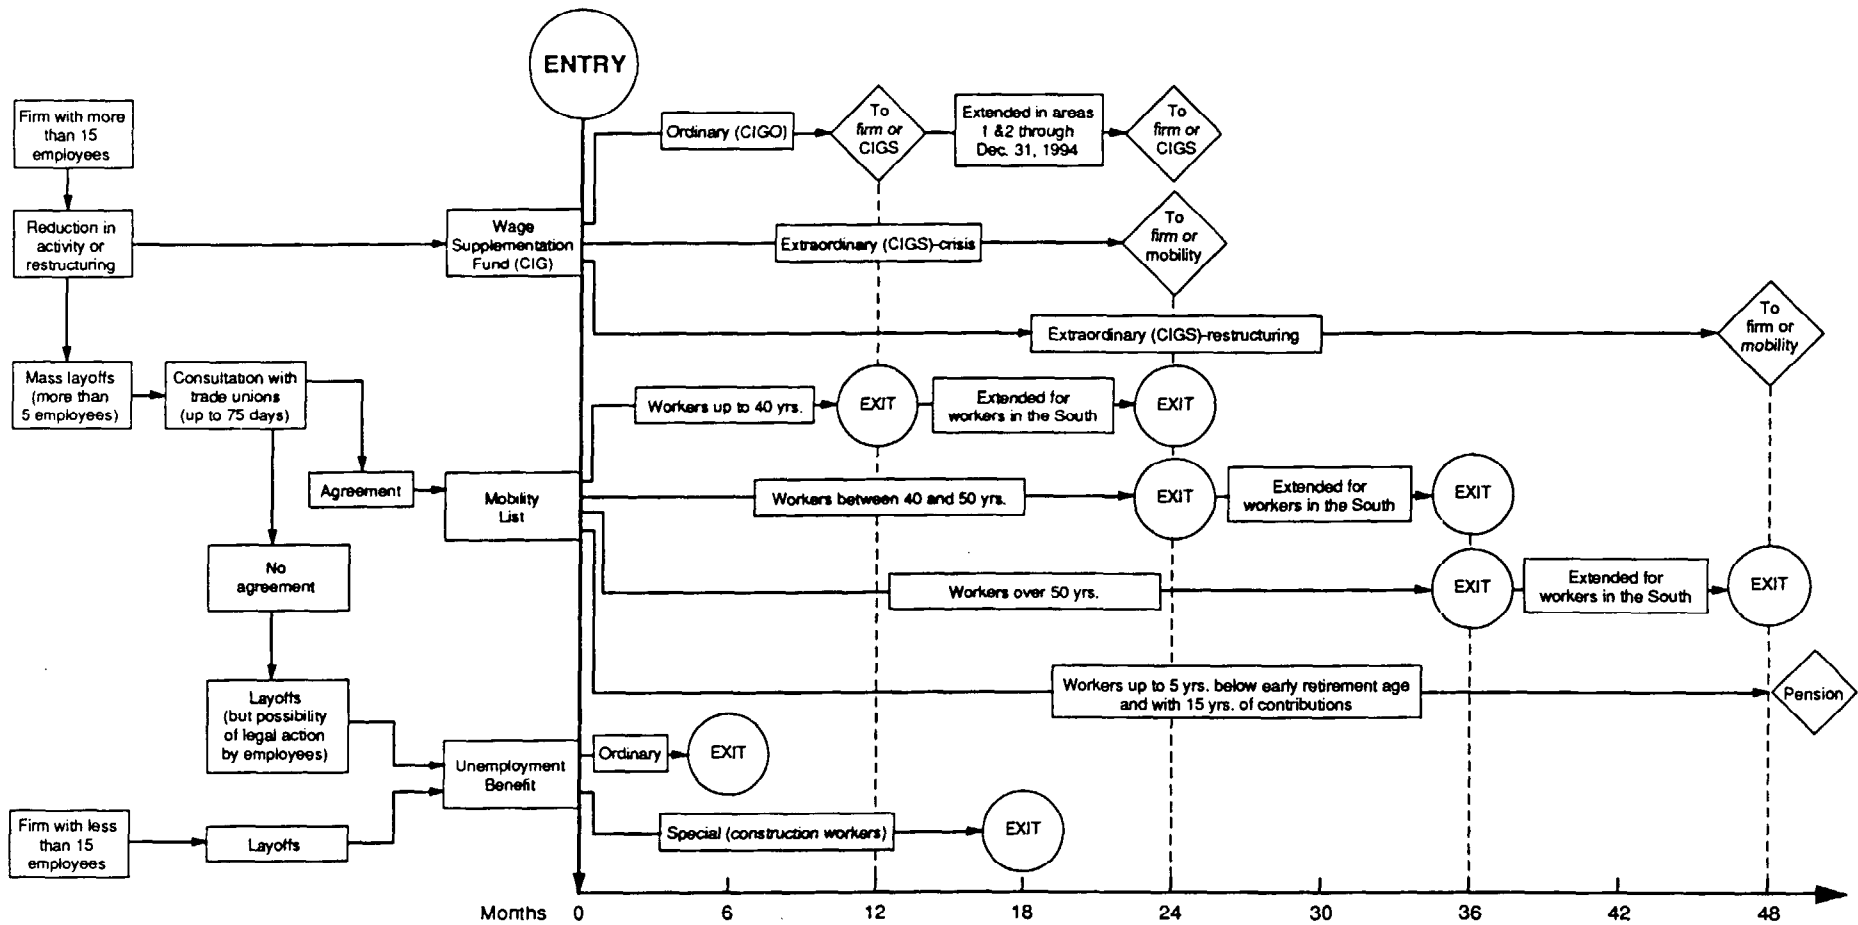 ENTRY
Firm with more
than 15
employees
Ordinary (CIGO)
To
firm or
CIGS
Extended in areas
1 &2 through
Dec. 31, 1994
To
firm or
CIGS
Reduction in
activity or
restructuring
Wage
Supplementation
Fund (CIG)
Extraordinary (CIGS)-crisis
To
firm or
mobility
Extraordinary (CIGS)-restructuring
To
firm or
mobility
Mass layoffs
(more than
5 employees)
Consultation with
trade unions
(up to 75 days)
Workers up to 40 yrs.
EXIT
Extended for
workers in the South
EXIT
Agreement
Mobility
List
Workers between 40 and 50 yrs.
EXIT
Extended for
workers in the South
EXIT
No
agreement
Workers over 50 yrs.
EXIT
Extended for
workers in the South
EXIT
Layoffs
(but possibility
of legal action
by employees)
Workers up to 5 yrs. below early retirement age
and with 15 yrs. of contributions
Pension
Unemployment
Benefit
Ordinary
EXIT
Firm with less
than 15
employees
Layoffs
Special (construction workers)
EXIT
Months 0 6 12 18 24 30 36 42 48